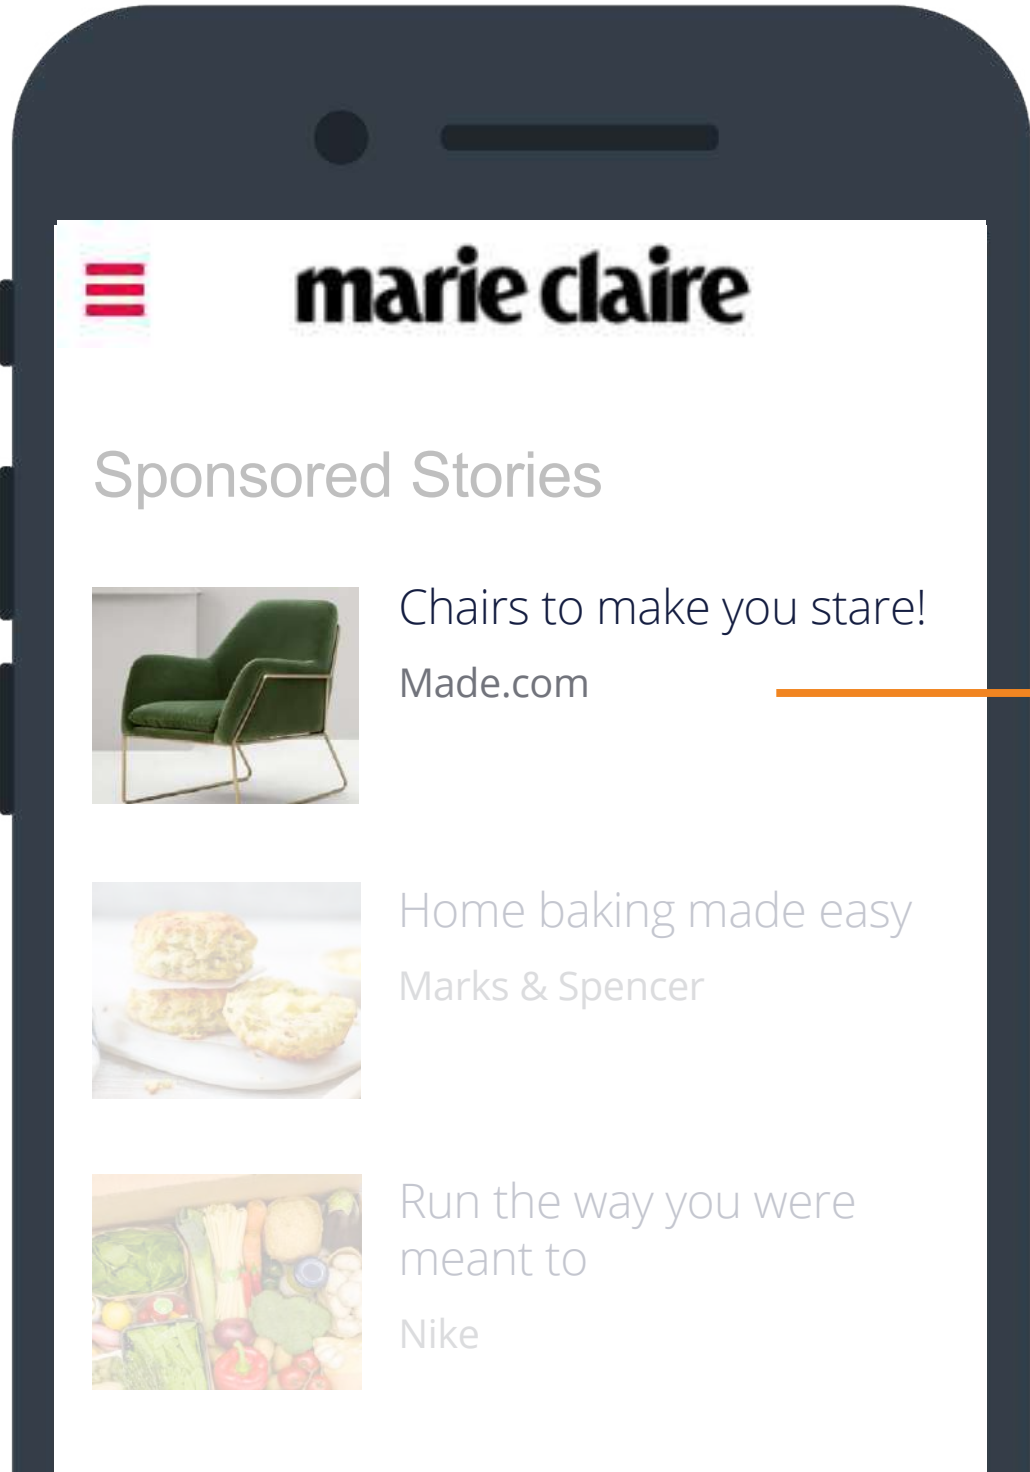 marie claire
Sponsored Stories
Chairs to make you stare!
Made.com
Home baking made easy
Marks & Spencer
Run the way you were
meant to
Nike